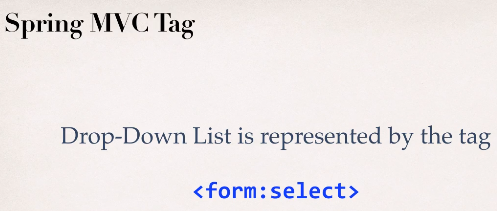 Spring MVC Tag
Drop-Down List is represented by the tag
<form:select>